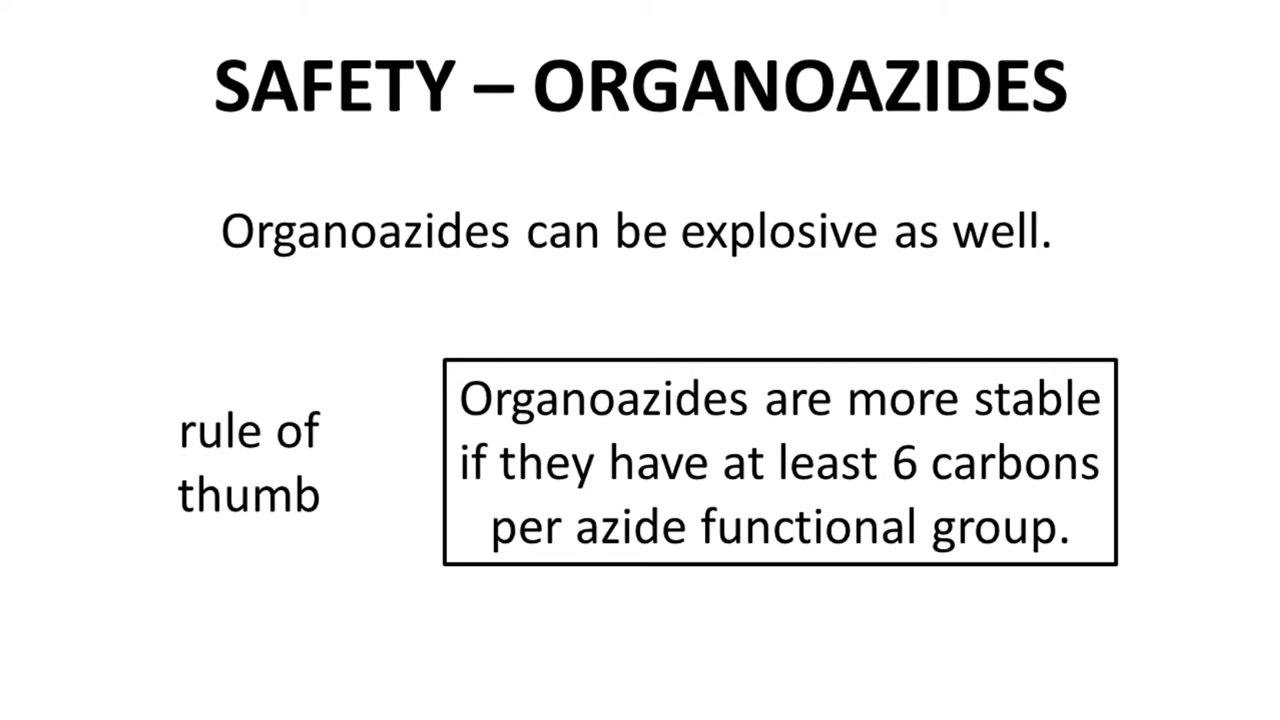 SAFETY – ORGANOAZIDES
Organoazides can be explosive as well.
rule of
thumb
Organoazides are more stable
if they have at least 6 carbons
per azide functional group.